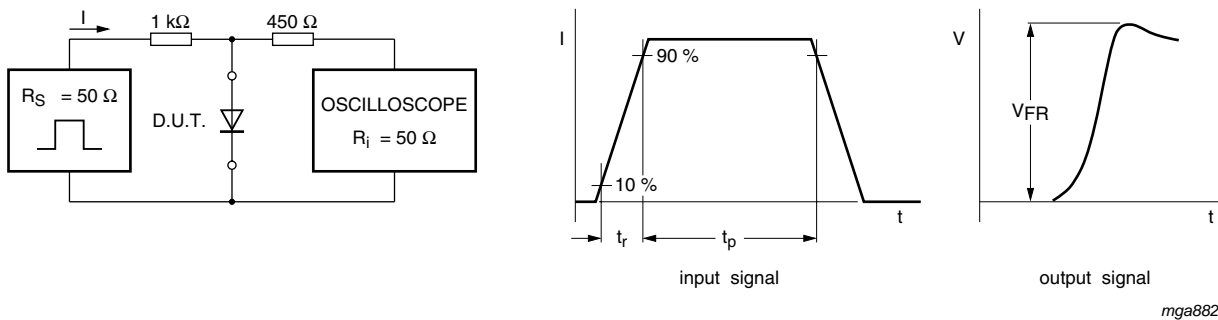 I
1 kΩ
450 Ω
R_S = 50 Ω
D.U.T.
OSCILLOSCOPE
R_i = 50 Ω
I
90 %
10 %
t
t_r
t_p
input signal
V
V_FR
t
output signal
mga882